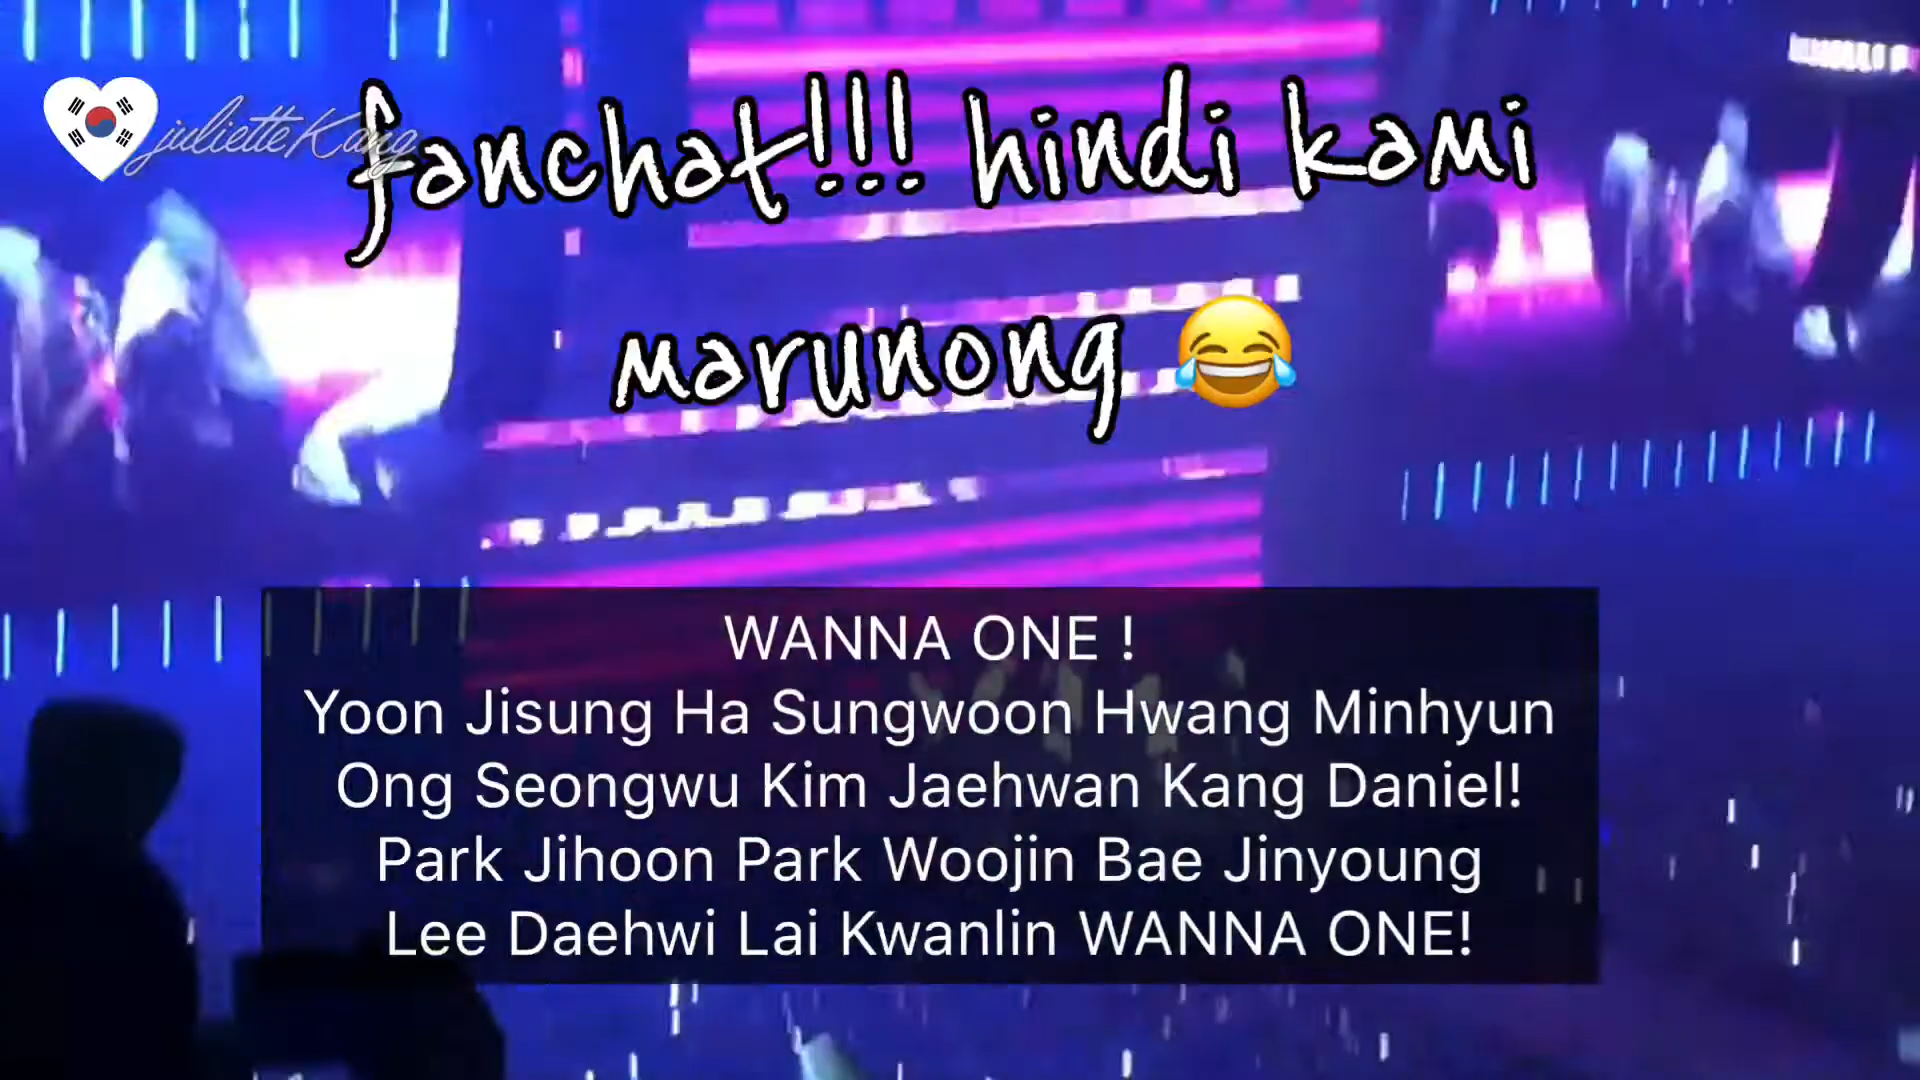 julietteKang
fanchat!!! hindi kami
marunong 😂
WANNA ONE !
Yoon Jisung Ha Sungwoon Hwang Minhyun
Ong Seongwu Kim Jaehwan Kang Daniel!
Park Jihoon Park Woojin Bae Jinyoung
Lee Daehwi Lai Kwanlin WANNA ONE!